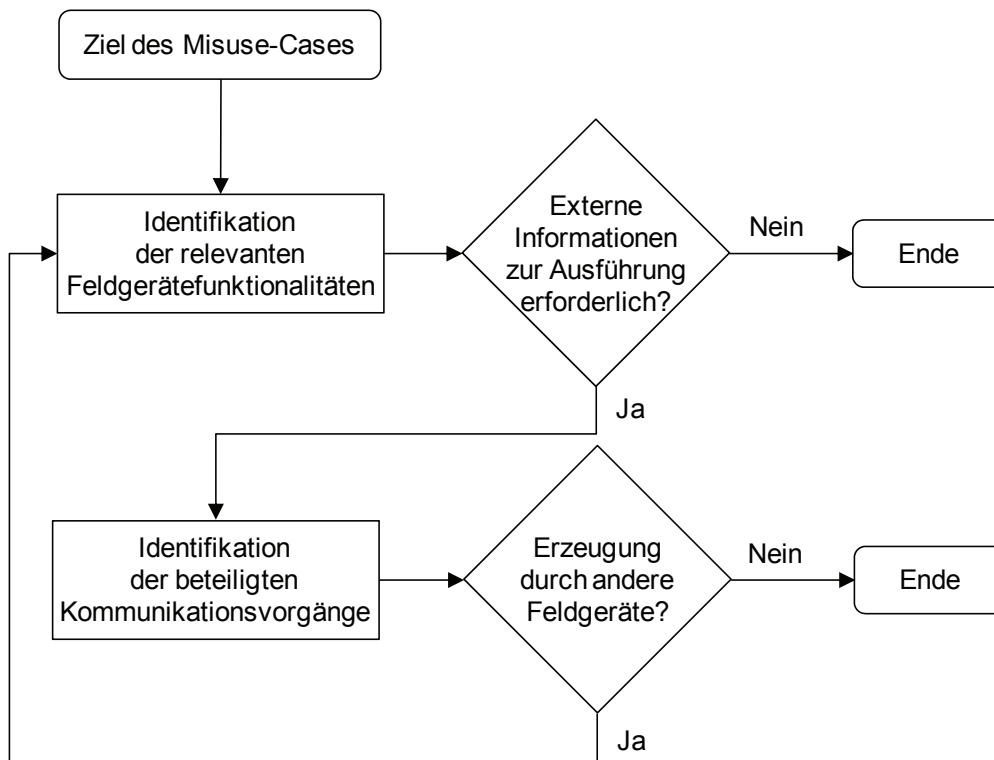 Ziel des Misuse-Cases
Identifikation
der relevanten
Feldgerätefunktionalitäten
Externe
Informationen
zur Ausführung
erforderlich?
Nein
Ende
Ja
Identifikation
der beteiligten
Kommunikationsvorgänge
Erzeugung
durch andere
Feldgeräte?
Nein
Ende
Ja